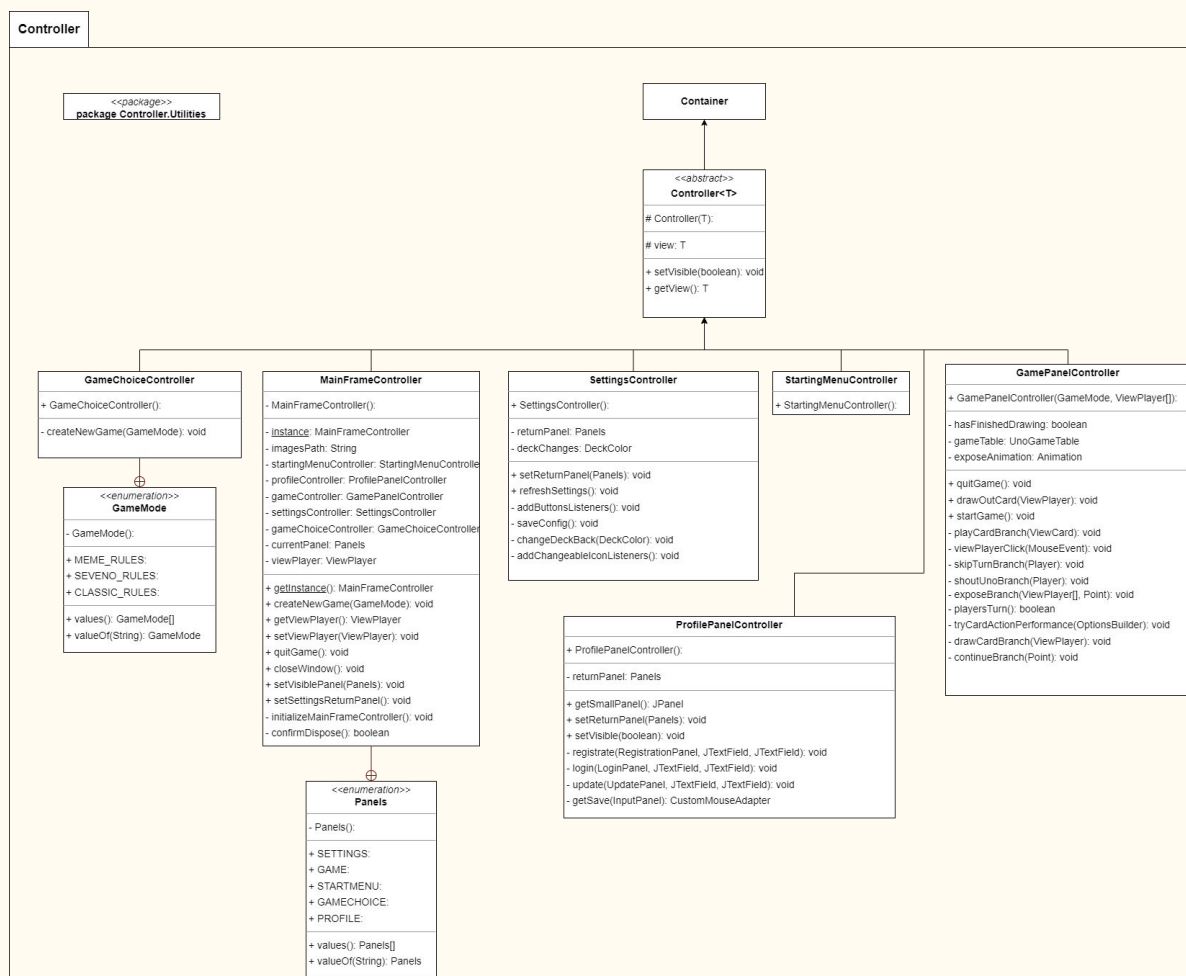 Controller
<<package>>
package Controller.Utilities
Container
<<abstract>>
Controller<T>
# Controller(T):
# view: T
+ setVisible(boolean): void
+ getView(): T
GameChoiceController
+ GameChoiceController():
- createNewGame(GameMode): void
<<enumeration>>
GameMode
- GameMode():
+ MEME_RULES:
+ SEVENO_RULES:
+ CLASSIC_RULES:
+ values(): GameMode[]
+ valueOf(String): GameMode
MainFrameController
- MainFrameController():
- instance: MainFrameController
- imagesPath: String
- startingMenuController: StartingMenuControlle
- profileController: ProfilePanelController
- gameController: GamePanelController
- settingsController: SettingsController
- gameChoiceController: GameChoiceController
- currentPanel: Panels
- viewPlayer: ViewPlayer
+ getInstance(): MainFrameController
+ createNewGame(GameMode): void
+ getViewPlayer(): ViewPlayer
+ setViewPlayer(ViewPlayer): void
+ quitGame(): void
+ closeWindow(): void
+ setVisiblePanel(Panels): void
+ setSettingsReturnPanel(): void
- initializeMainFrameController(): void
- confirmDispose(): boolean
<<enumeration>>
Panels
- Panels():
+ SETTINGS:
+ GAME:
+ STARTMENU:
+ GAMECHOICE:
+ PROFILE:
+ values(): Panels[]
+ valueOf(String): Panels
SettingsController
+ SettingsController():
- returnPanel: Panels
- deckChanges: DeckColor
+ setReturnPanel(Panels): void
+ refreshSettings(): void
- addButtonsListeners(): void
- saveConfig(): void
- changeDeckBack(DeckColor): void
- addChangeableIconListeners(): void
StartingMenuController
+ StartingMenuController():
ProfilePanelController
+ ProfilePanelController():
- returnPanel: Panels
+ getSmallPanel(): JPanel
+ setReturnPanel(Panels): void
+ setVisible(boolean): void
- registrate(RegistrationPanel, JTextField, JTextField): void
- login(LoginPanel, JTextField, JTextField): void
- update(UpdatePanel, JTextField, JTextField): void
- getSave(InputPanel): CustomMouseAdapter
GamePanelController
+ GamePanelController(GameMode, ViewPlayer[]):
- hasFinishedDrawing: boolean
- gameTable: UnoGameTable
- exposeAnimation: Animation
+ quitGame(): void
+ drawOutCard(ViewPlayer): void
+ startGame(): void
- playCardBranch(ViewCard): void
- viewPlayerClick(MouseEvent): void
- skipTurnBranch(Player): void
- shoutUnoBranch(Player): void
- exposeBranch(ViewPlayer[], Point): void
- playersTurn(): boolean
- tryCardActionPerformance(OptionsBuilder): void
- drawCardBranch(ViewPlayer): void
- continueBranch(Point): void